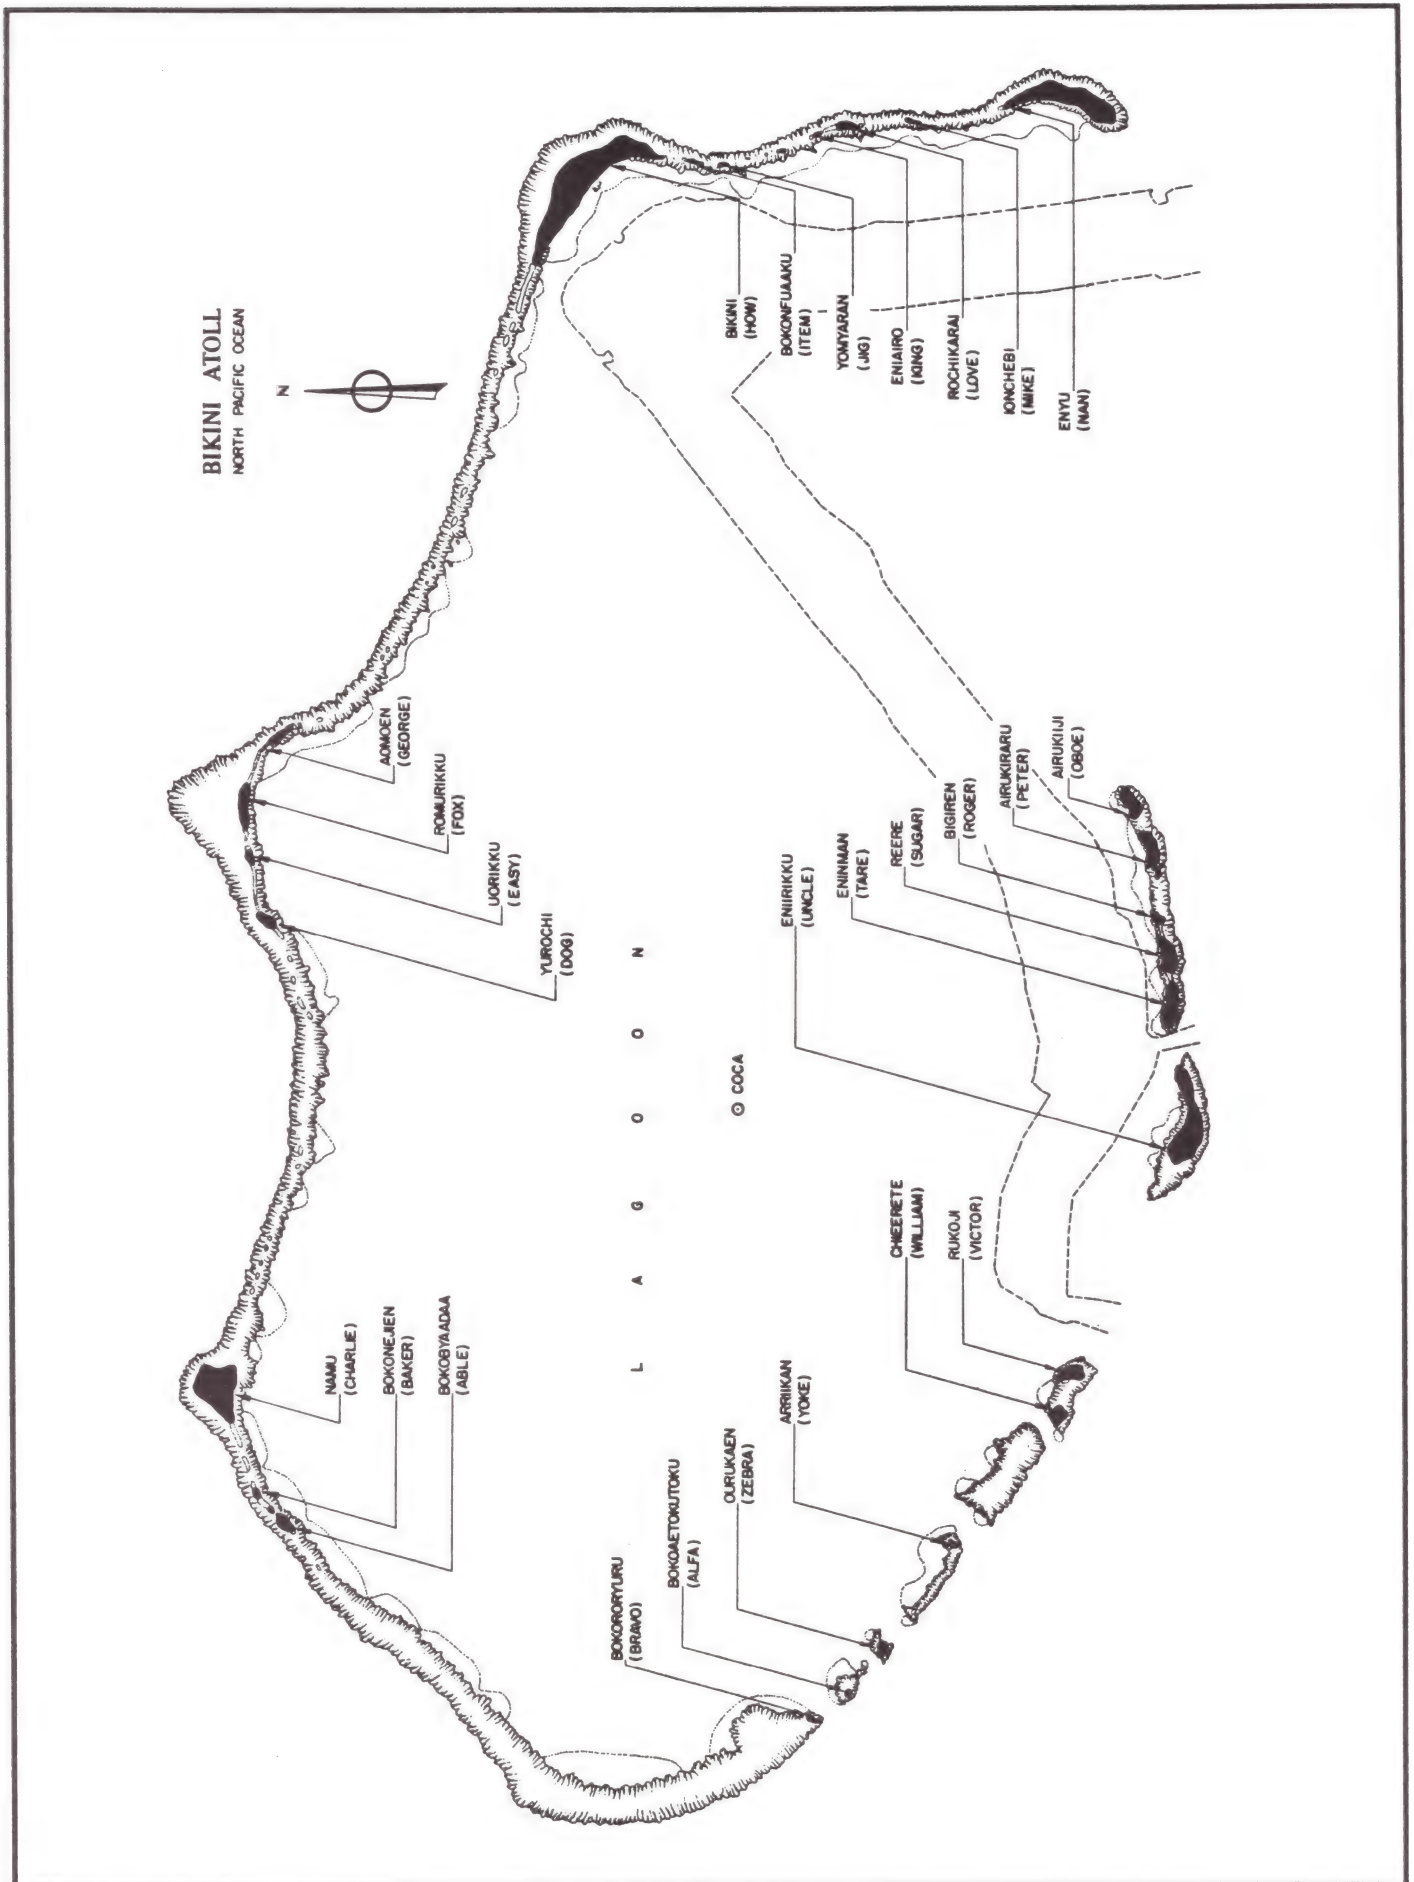 BIKINI ATOLL
NORTH PACIFIC OCEAN
N
NAMU
(CHARLIE)
BOKONEJIEN
(BAKER)
BOKOBYAADAA
(ABLE)
YUROCHI
(DOG)
UORIKKU
(EASY)
ROMURIKKU
(FOX)
AOMOEN
(GEORGE)
BIKINI
(HOW)
BOKONFUAAKU
(ITEM)
YOMYARAN
(JIG)
ENIAIRO
(KING)
ROCHIKARAI
(LOVE)
IONCHEBI
(MIKE)
ENYU
(NAN)
LAGOON
COCA
BOKORORYURU
(BRAVO)
BOKOAETOKUTOKU
(ALFA)
OURUKAEN
(ZEBRA)
ARRIIKAN
(YOKE)
CHIEERETE
(WILLIAM)
RUKOJI
(VICTOR)
ENIIRIKKU
(UNCLE)
ENINMAN
(TARE)
REERE
(SUGAR)
BIGIREN
(ROGER)
AIRUKIRARU
(PETER)
AIRUKIIJI
(OBOE)